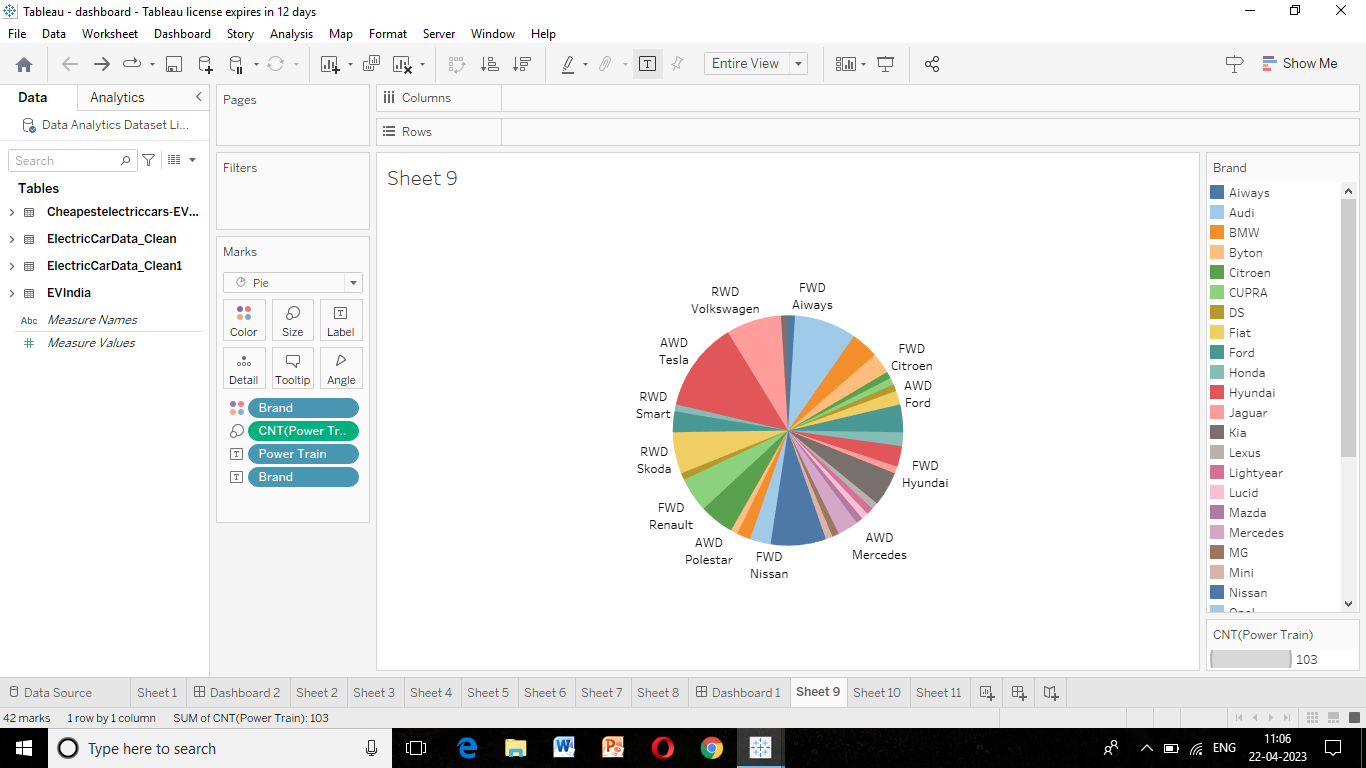 Tableau - dashboard - Tableau license expires in 12 days
File Data Worksheet Dashboard Story Analysis Map Format Server Window Help
Entire View
Show Me
Data Analytics
Data Analytics Dataset Li...
Search
Tables
Cheapestelectriccars-EV...
ElectricCarData_Clean
ElectricCarData_Clean1
EVIndia
Abc Measure Names
# Measure Values
Pages
Filters
Marks
Pie
Color Size Label
Detail Tooltip Angle
Brand
CNT(Power Tr..
Power Train
Brand
Columns
Rows
Sheet 9
FWD
Aiways
FWD
Citroen
AWD
Ford
FWD
Hyundai
AWD
Mercedes
FWD
Nissan
AWD
Polestar
FWD
Renault
RWD
Skoda
RWD
Smart
AWD
Tesla
RWD
Volkswagen
Brand
Aiways
Audi
BMW
Byton
Citroen
CUPRA
DS
Fiat
Ford
Honda
Hyundai
Jaguar
Kia
Lexus
Lightyear
Lucid
Mazda
Mercedes
MG
Mini
Nissan
CNT(Power Train)
103
Data Source Sheet 1 Dashboard 2 Sheet 2 Sheet 3 Sheet 4 Sheet 5 Sheet 6 Sheet 7 Sheet 8 Dashboard 1 Sheet 9 Sheet 10 Sheet 11
42 marks 1 row by 1 column SUM of CNT(Power Train): 103
Type here to search
ENG
11:06
22-04-2023